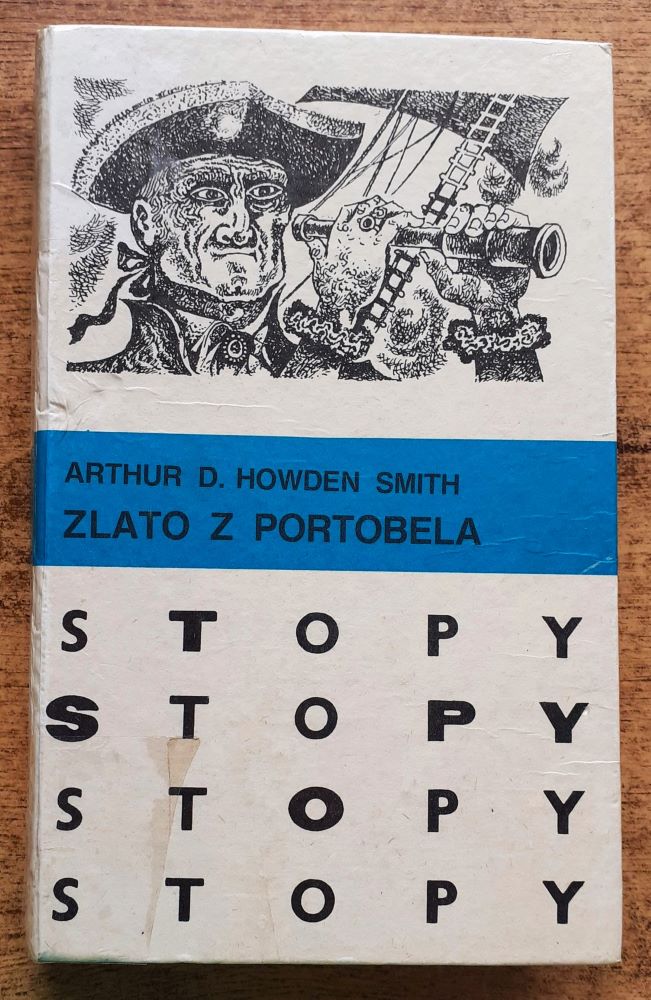 ARTHUR D. HOWDEN SMITH
ZLATO Z PORTOBELA
STOPY
STOPY
STOPY
STOPY